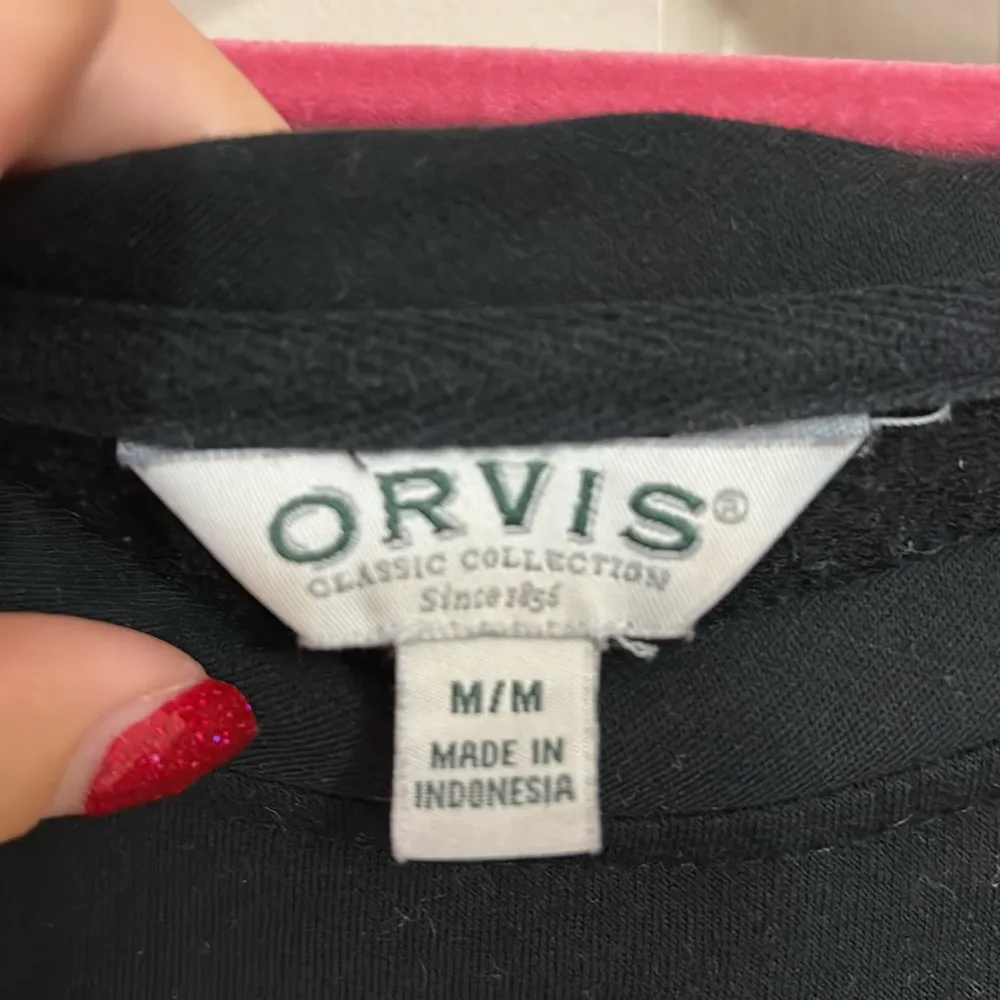 ORVIS®
CLASSIC COLLECTION
Since 1856
M/M
MADE IN
INDONESIA